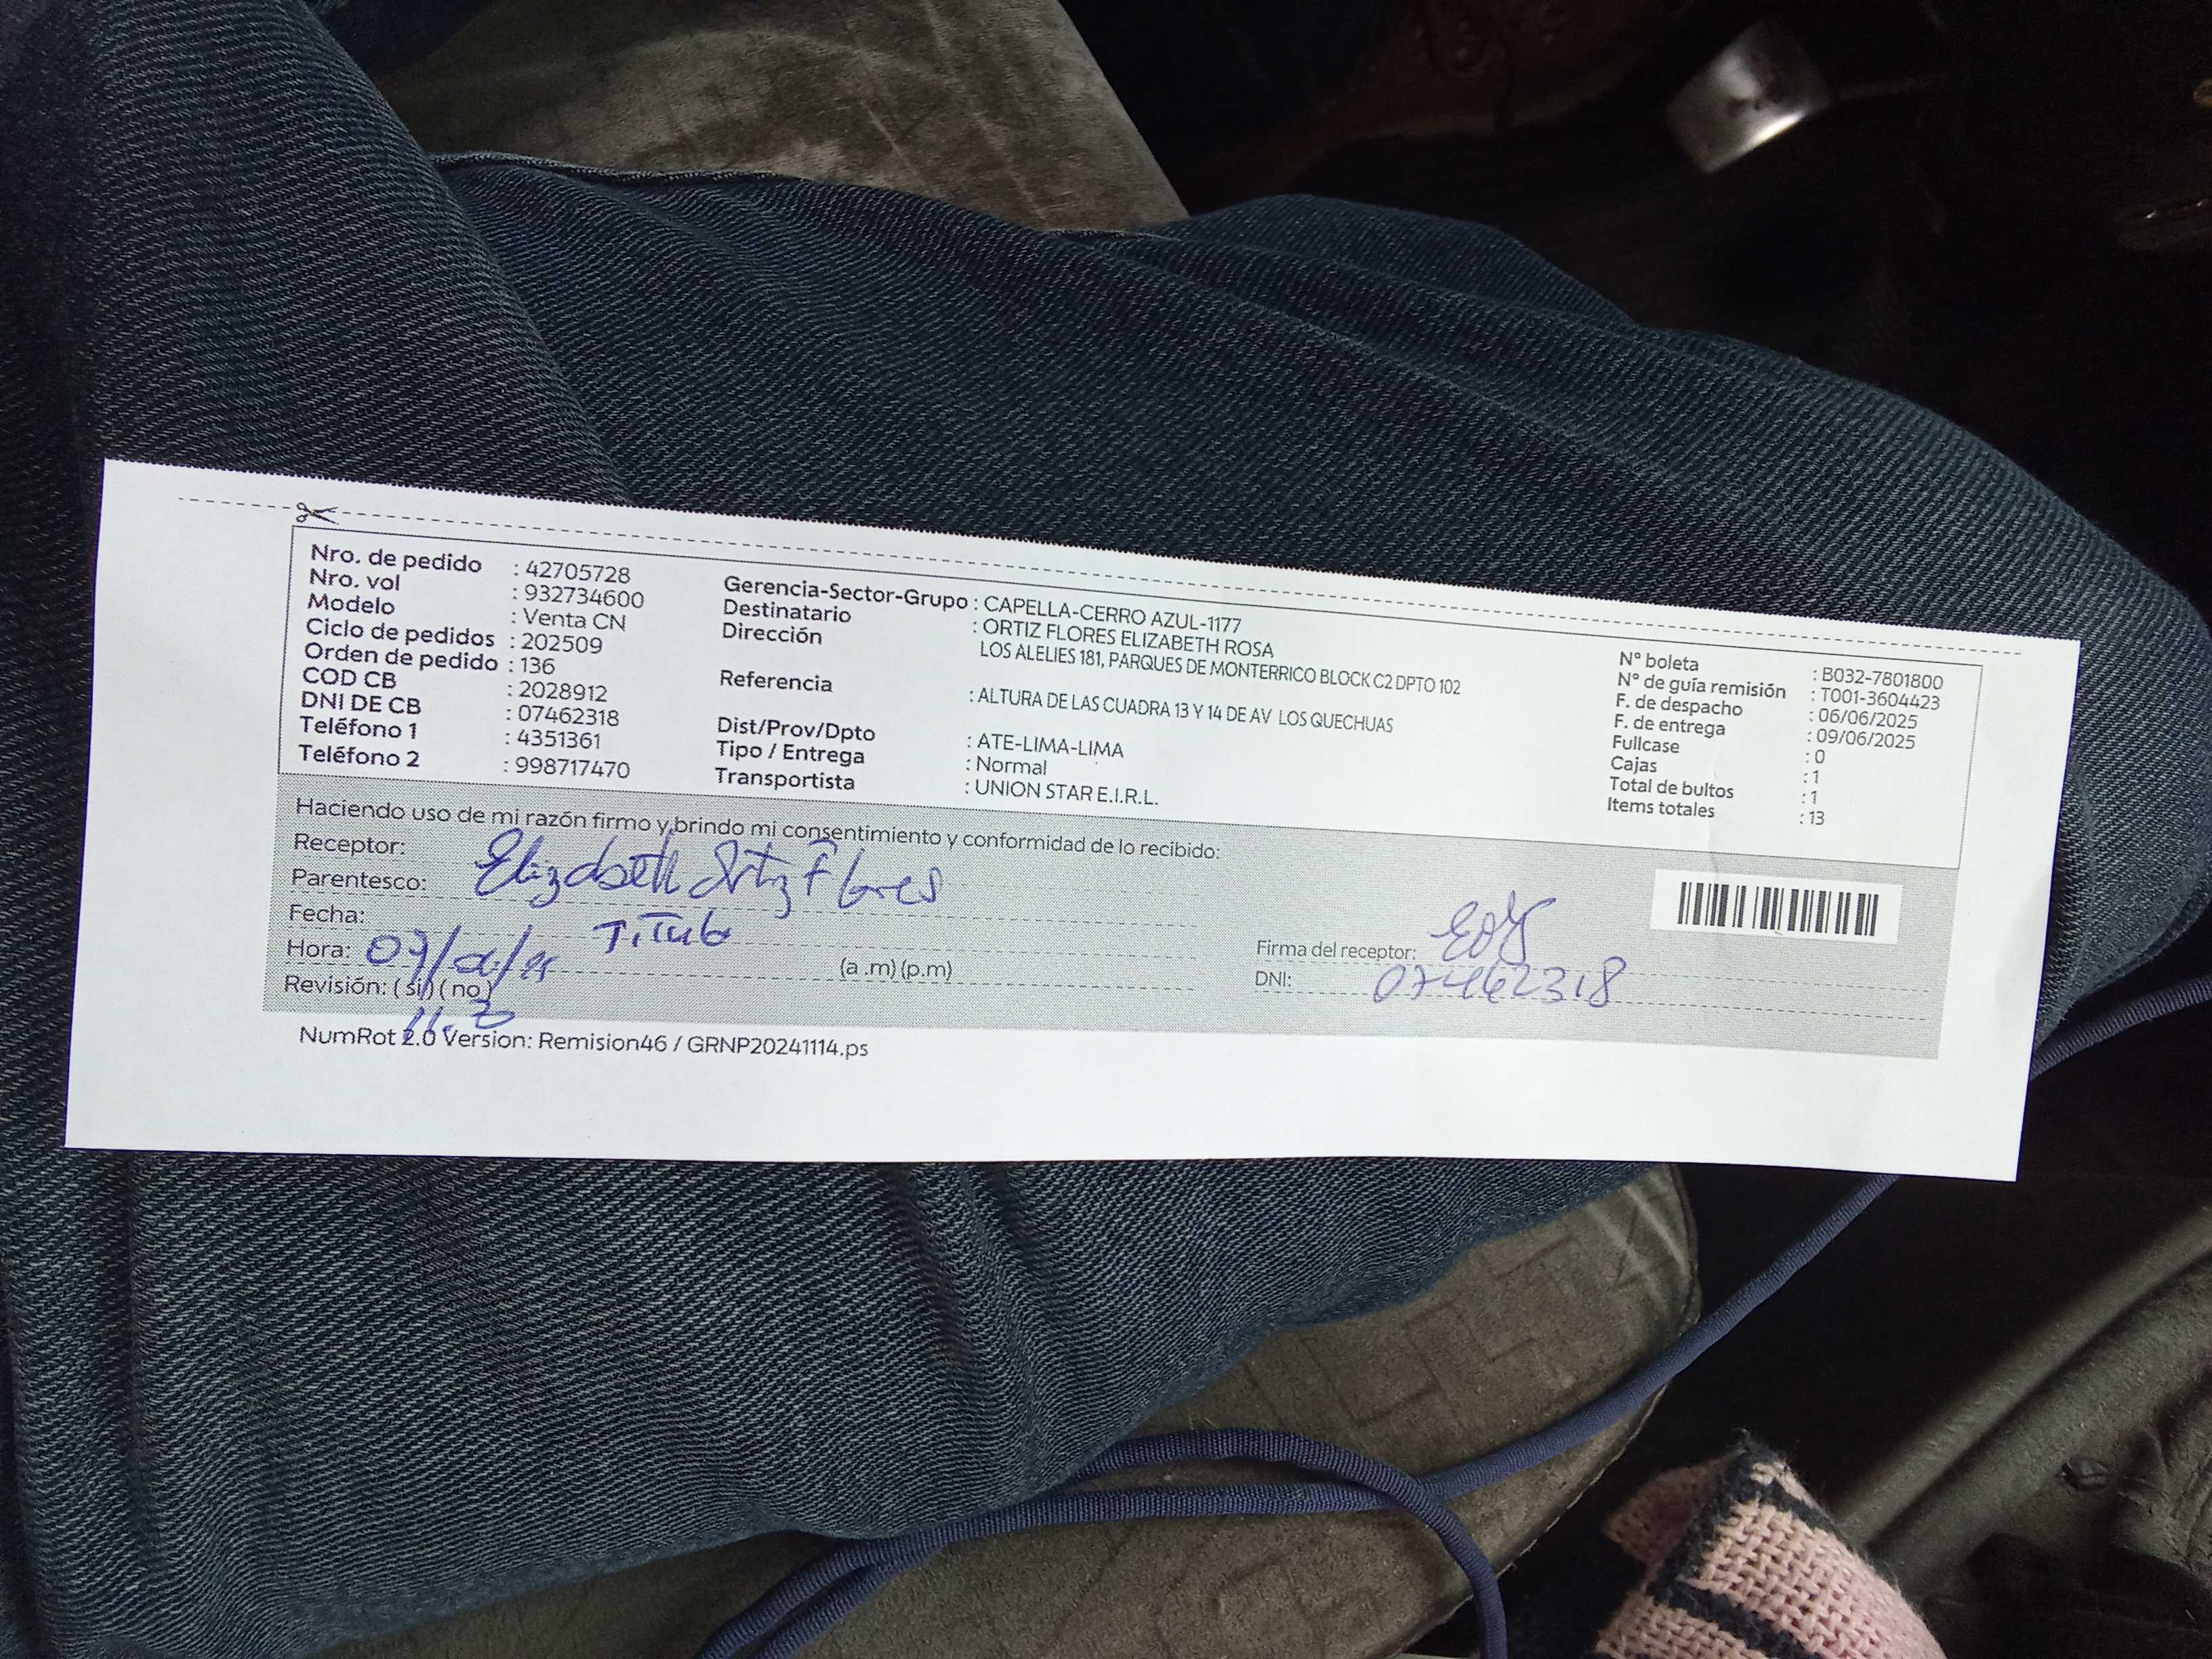 Nro. de pedido : 42705728
Nro. vol : 932734600
Modelo : Venta CN
Ciclo de pedidos : 202509
Orden de pedido : 136
COD CB : 2028912
DNI DE CB : 07462318
Teléfono 1 : 4351361
Teléfono 2 : 998717470
Gerencia-Sector-Grupo : CAPELLA-CERRO AZUL-1177
Destinatario : ORTIZ FLORES ELIZABETH ROSA
Dirección LOS ALELIES 181, PARQUES DE MONTERRICO BLOCK C2 DPTO 102
Referencia : ALTURA DE LAS CUADRA 13 Y 14 DE AV LOS QUECHUAS
Dist/Prov/Dpto : ATE-LIMA-LIMA
Tipo / Entrega : Normal
Transportista : UNION STAR E.I.R.L.
N° boleta : B032-7801800
N° de guía remisión : T001-3604423
F. de despacho : 06/06/2025
F. de entrega : 09/06/2025
Fullcase : 0
Cajas : 1
Total de bultos : 1
Items totales : 13
Haciendo uso de mi razón firmo y brindo mi consentimiento y conformidad de lo recibido:
Receptor: Elizabeth Ortiz Flores
Parentesco: Titular
Fecha:
Hora: (a .m) (p.m)
Revisión: ( si ) ( no )
Firma del receptor:
DNI: 07462318
NumRot 2.0 Version: Remision46 / GRNP20241114.ps